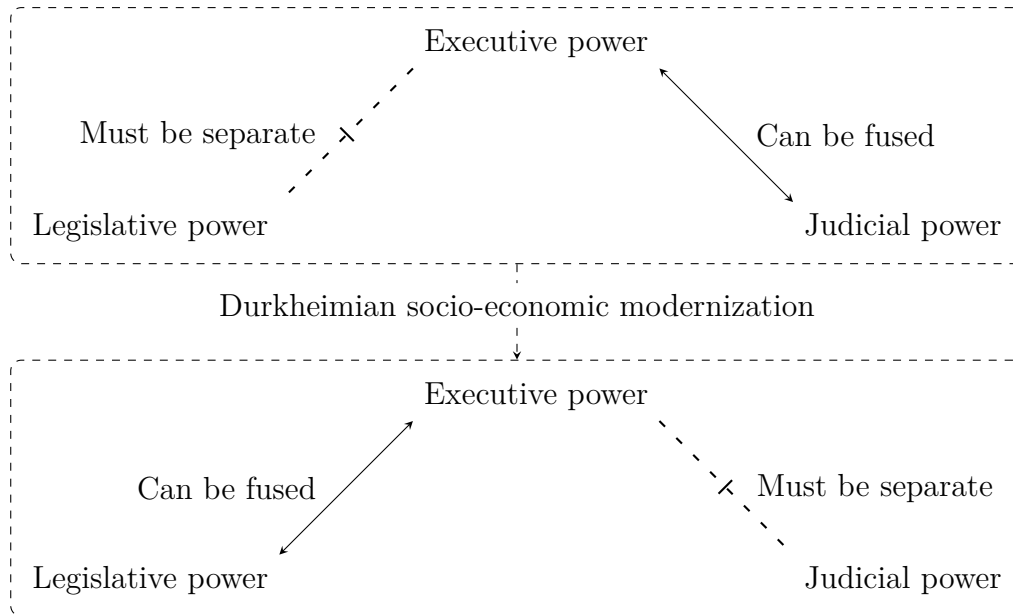 Executive power
Must be separate
Can be fused
Legislative power
Judicial power
Durkheimian socio-economic modernization
Executive power
Can be fused
Must be separate
Legislative power
Judicial power